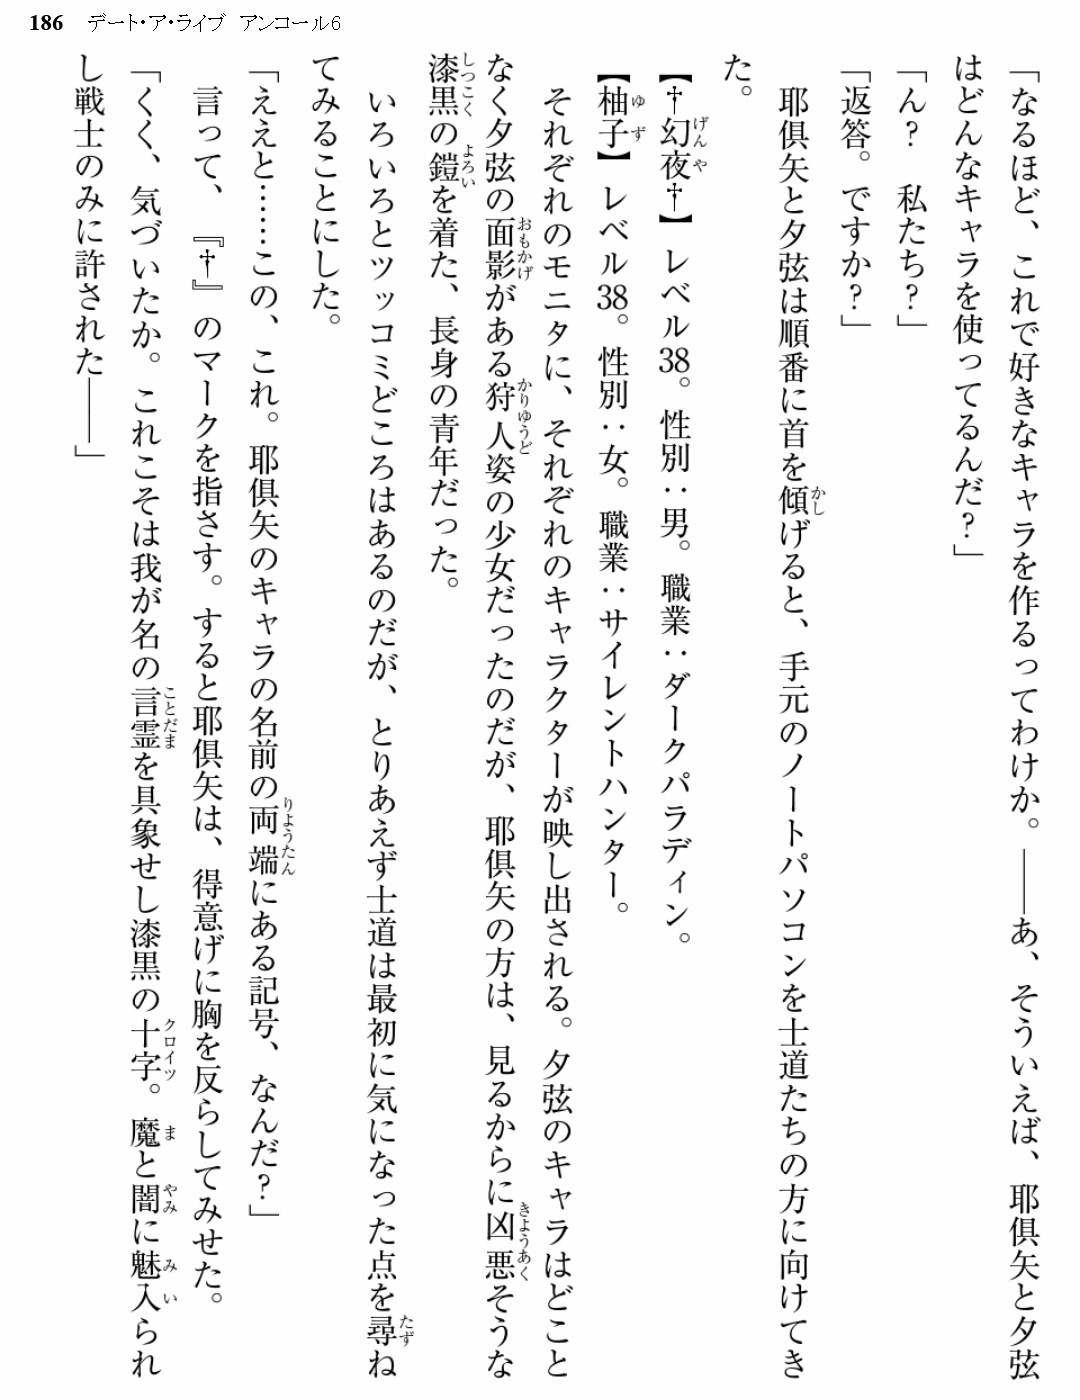 186 デート・ア・ライブ アンコール6
「なるほど、これで好きなキャラを作るってわけか。――あ、そういえば、耶倶矢と夕弦
はどんなキャラを使ってるんだ?」
「ん? 私たち?」
「返答。ですか?」
耶倶矢と夕弦は順番に首を傾げると、手元のノートパソコンを士道たちの方に向けてき
た。
【†幻夜†】レベル38。性別:男。職業:ダークパラディン。
【柚子】レベル38。性別:女。職業:サイレントハンター。
それぞれのモニタに、それぞれのキャラクターが映し出される。夕弦のキャラはどこと
なく夕弦の面影がある狩人姿の少女だったのだが、耶倶矢の方は、見るからに凶悪そうな
漆黒の鎧を着た、長身の青年だった。
いろいろとツッコミどころはあるのだが、とりあえず士道は最初に気になった点を尋ね
てみることにした。
「ええと……この、これ。耶倶矢のキャラの名前の両端にある記号、なんだ?」
言って、『†』のマークを指さす。すると耶倶矢は、得意げに胸を反らしてみせた。
「くく、気づいたか。これこそは我が名の言霊を具象せし漆黒の十字。魔と闇に魅入られ
し戦士のみに許された――」